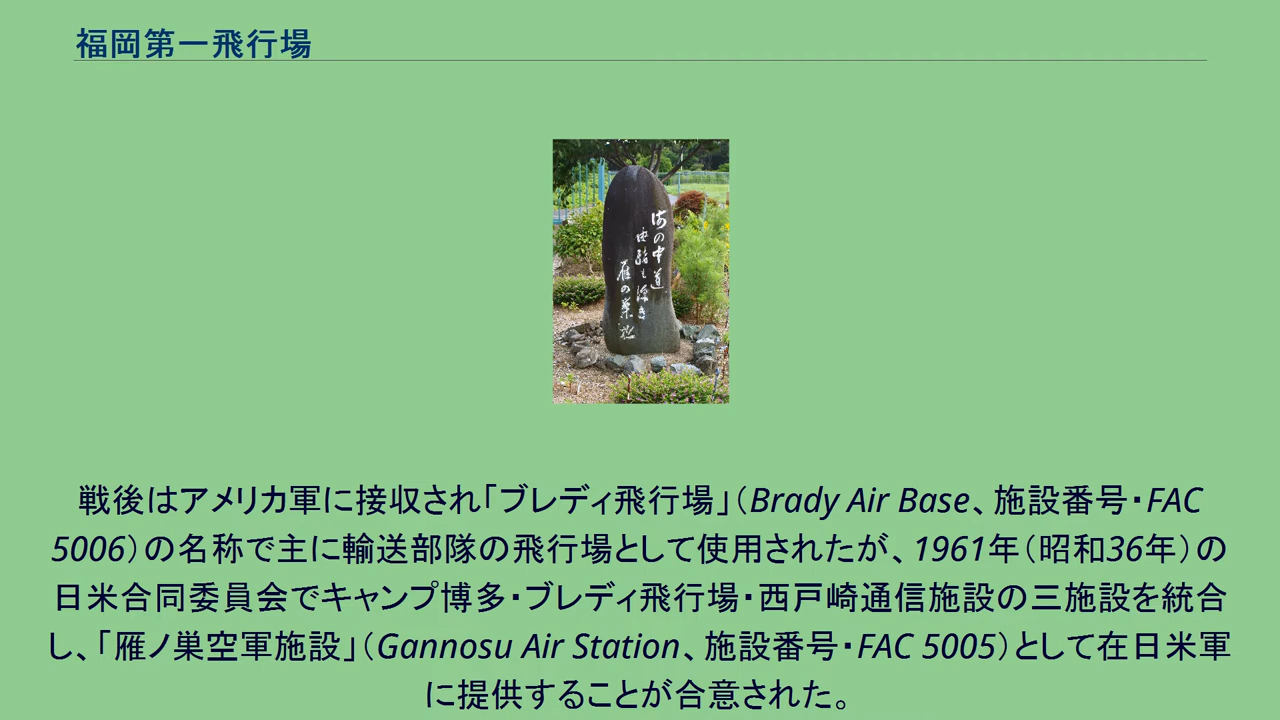 福岡第一飛行場
海の中道
雁の巣
戦後はアメリカ軍に接収され「ブレディ飛行場」（Brady Air Base、施設番号・FAC
5006）の名称で主に輸送部隊の飛行場として使用されたが、1961年（昭和36年）の
日米合同委員会でキャンプ博多・ブレディ飛行場・西戸崎通信施設の三施設を統合
し、「雁ノ巣空軍施設」（Gannosu Air Station、施設番号・FAC 5005）として在日米軍
に提供することが合意された。